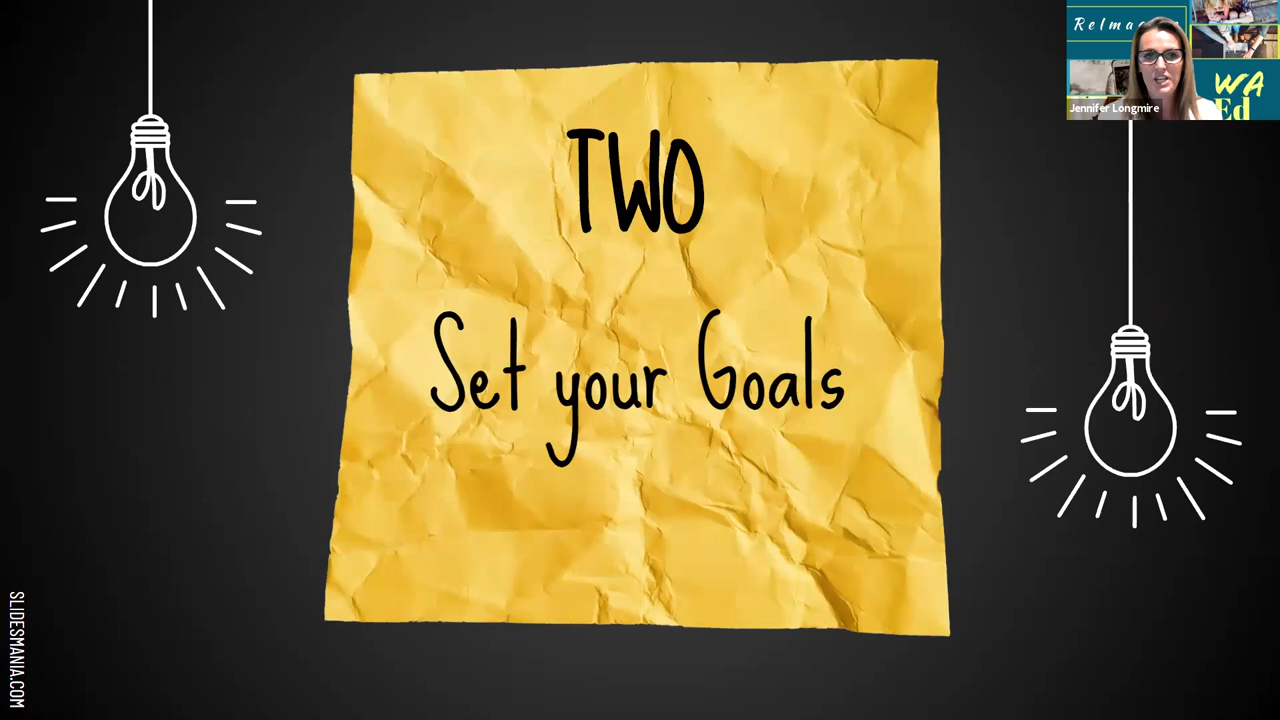 TWO
Set your Goals
Jennifer Longmire
WA
Ed
SLIDESMANIA.COM